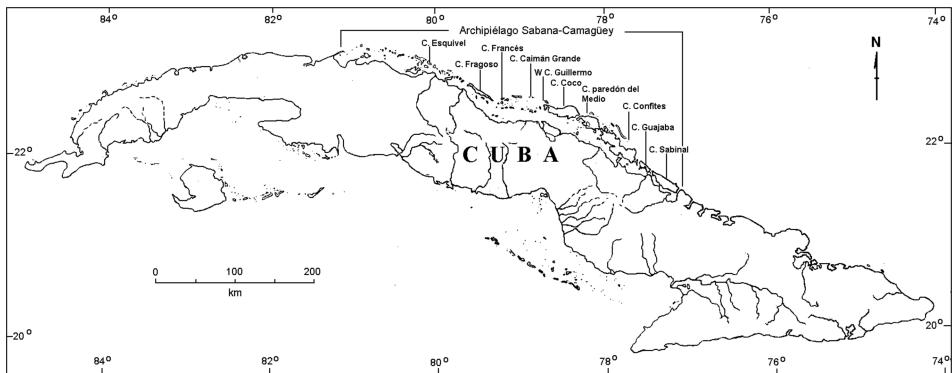 84° 82° 80° 78° 76° 74°
Archipiélago Sabana-Camagüey
N
C. Esquivel
C. Francés
C. Fragoso
C. Caimán Grande
W C. Guillermo
C. Coco
C. paredón del
Medio
C. Confites
C. Guajaba
C. Sabinal
22° CUBA 22°
0 100 200
km
20° 20°
84° 82° 80° 78° 76° 74°